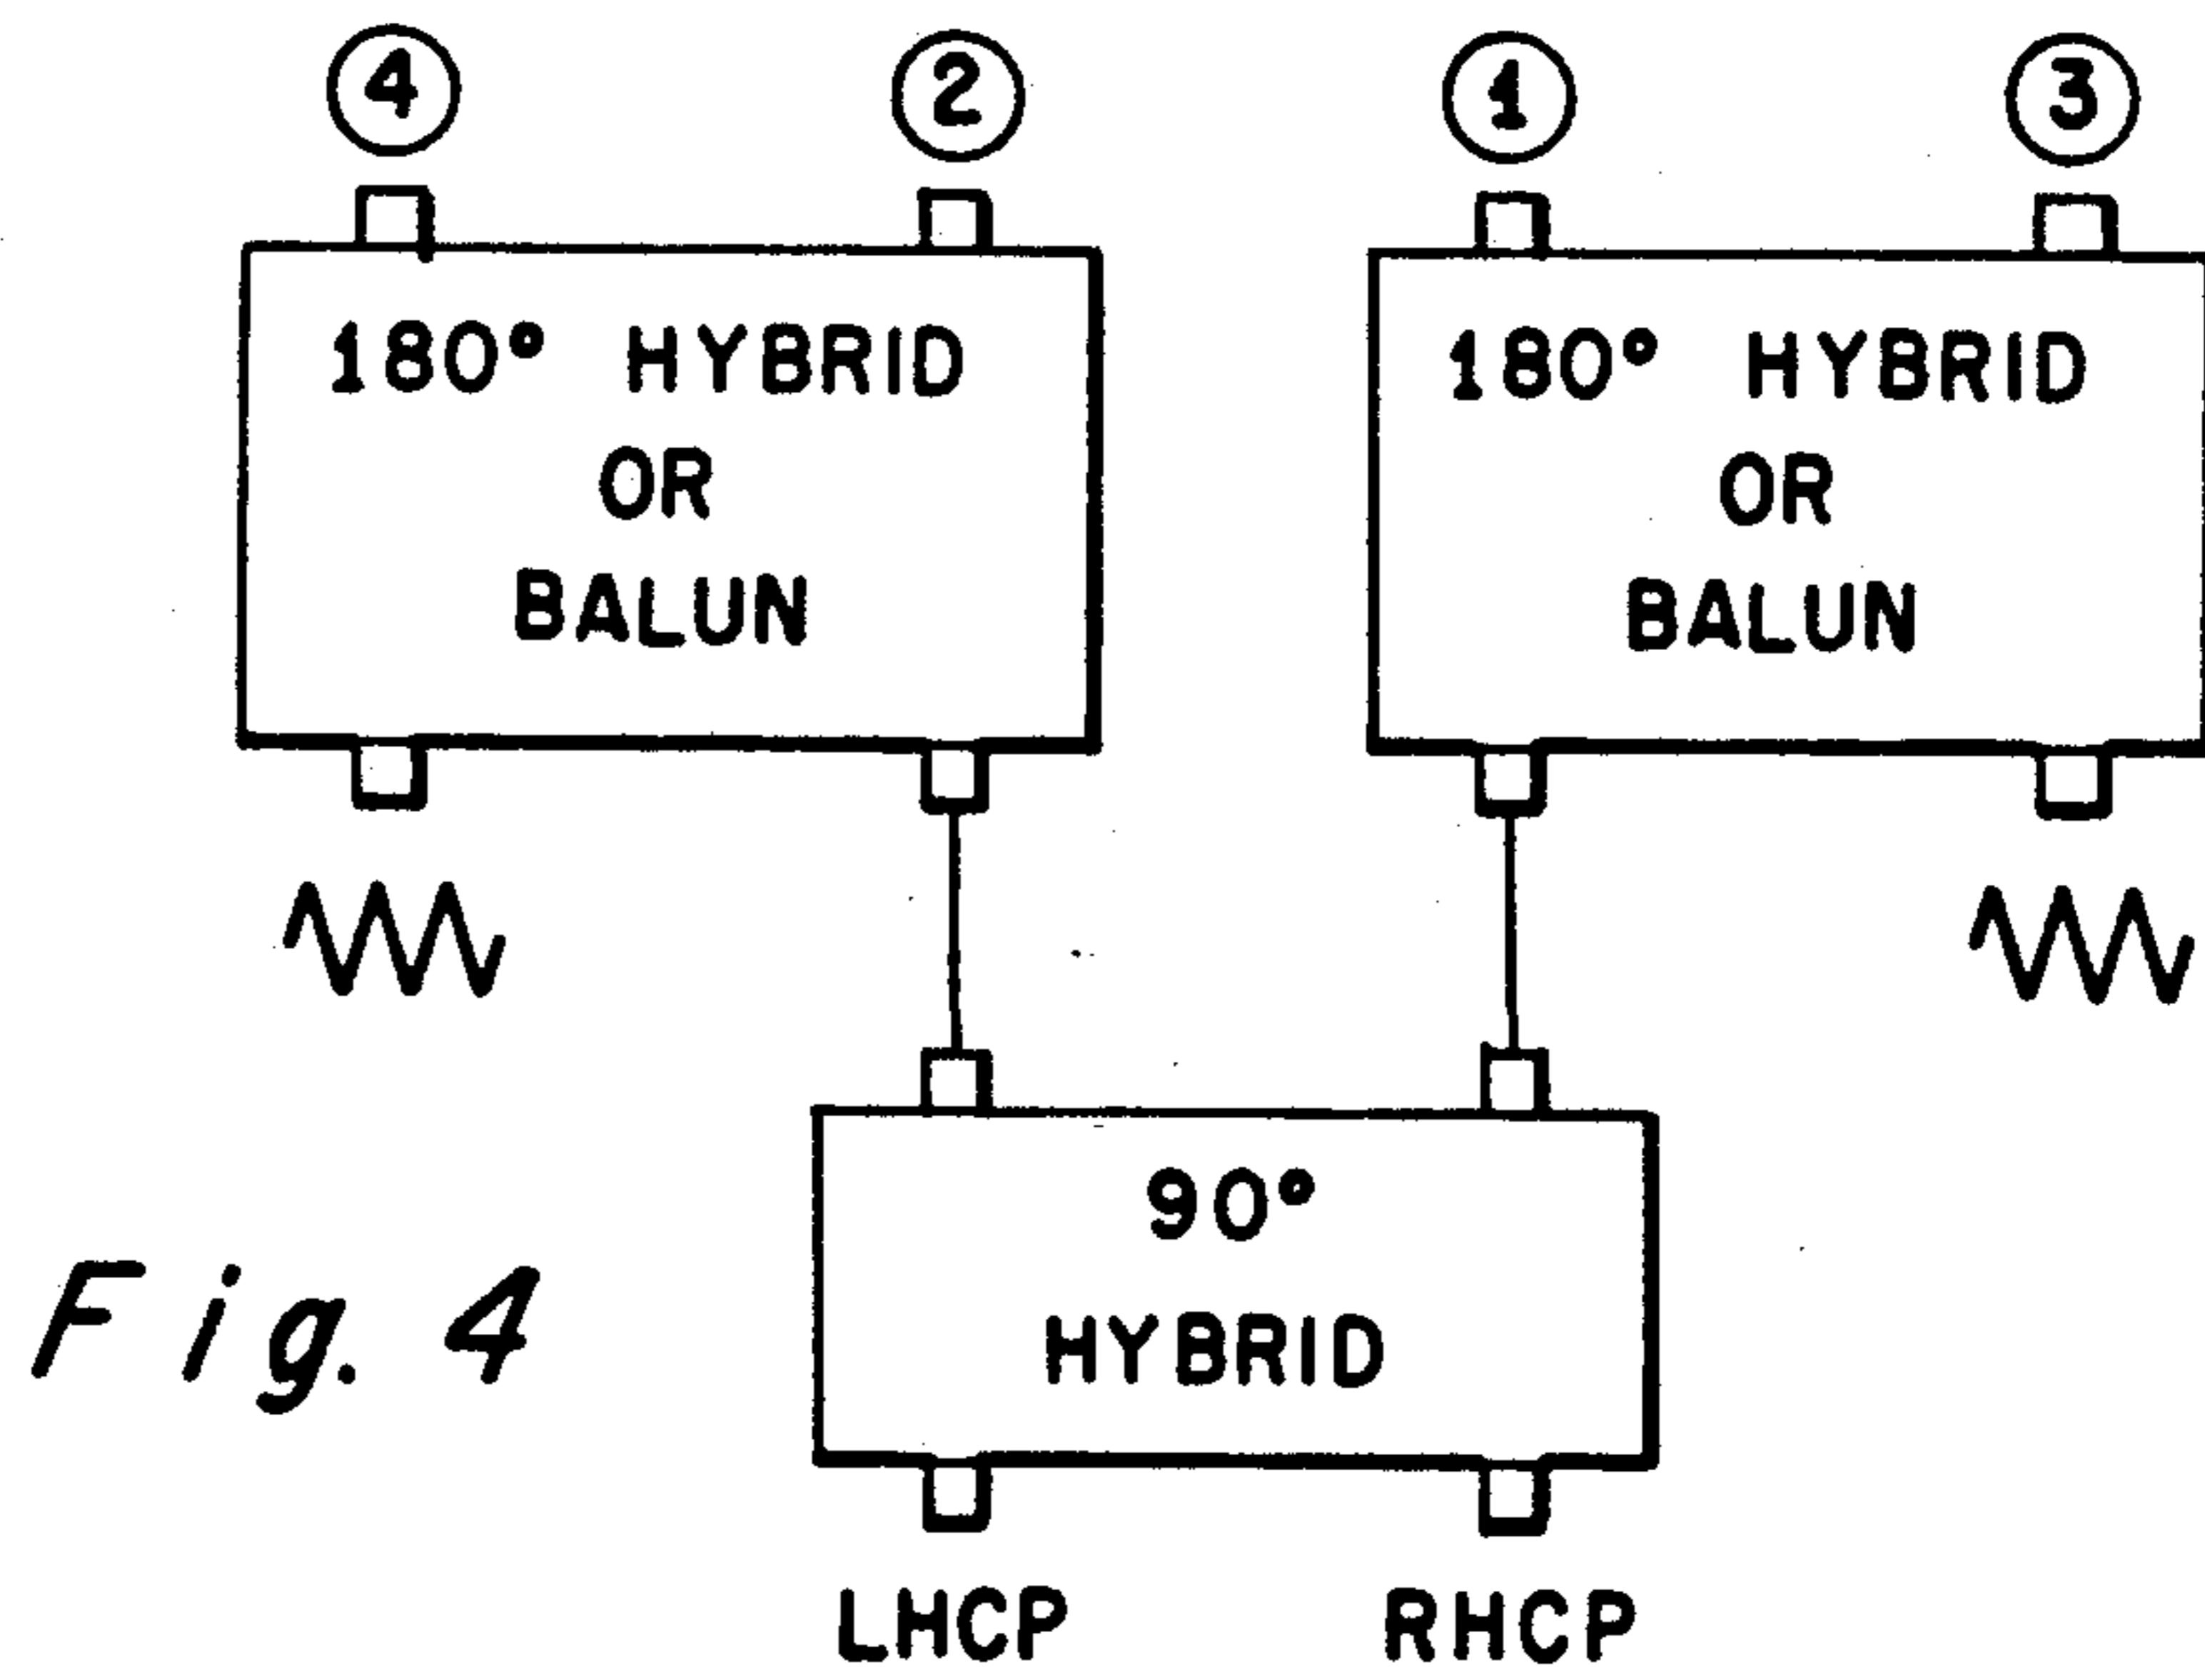 4 2 1 3
180° HYBRID
OR
BALUN
180° HYBRID
OR
BALUN
90°
HYBRID
Fig. 4
LHCP RHCP